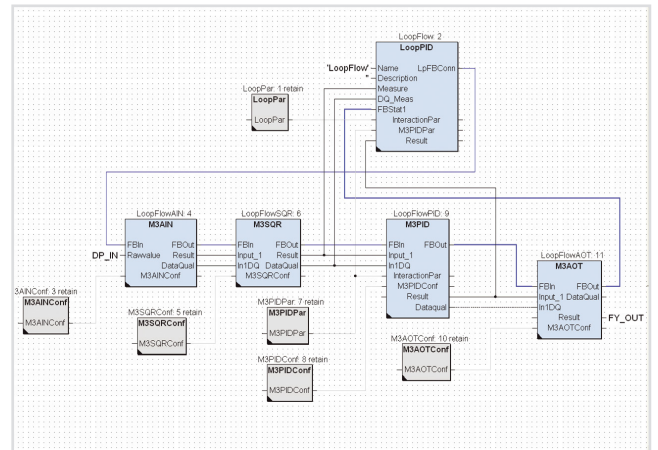 LoopFlow: 2
LoopPID
'LoopFlow' Name LpFBConn
'' Description
Measure
DQ_Meas
FBStat1
InteractionPar
M3PIDPar
Result
LoopPar: 1 retain
LoopPar
LoopPar
LoopFlowAIN: 4
M3AIN
FBIn FBOut
DP_IN Rawvalue Result
DataQual
M3AINConf
LoopFlowSQR: 6
M3SQR
FBIn FBOut
Input_1 Result
In1DQ DataQual
M3SQRConf
LoopFlowPID: 9
M3PID
FBIn FBOut
Input_1
In1DQ
InteractionPar
M3PIDConf
Result
Dataqual
LoopFlowAOT: 11
M3AOT
FBIn FBOut
Input_1 DataQual
In1DQ
Result FY_OUT
M3AOTConf
3AINConf: 3 retain
M3AINConf
M3AINConf
M3SQRConf: 5 retain
M3SQRConf
M3SQRConf
M3PIDPar: 7 retain
M3PIDPar
M3PIDPar
M3PIDConf: 8 retain
M3PIDConf
M3PIDConf
M3AOTConf: 10 retain
M3AOTConf
M3AOTConf